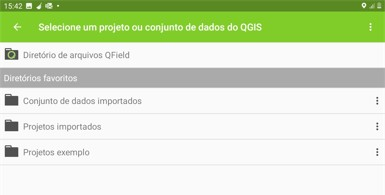 15:42
Selecione um projeto ou conjunto de dados do QGIS
Diretório de arquivos QField
Diretórios favoritos
Conjunto de dados importados
Projetos importados
Projetos exemplo